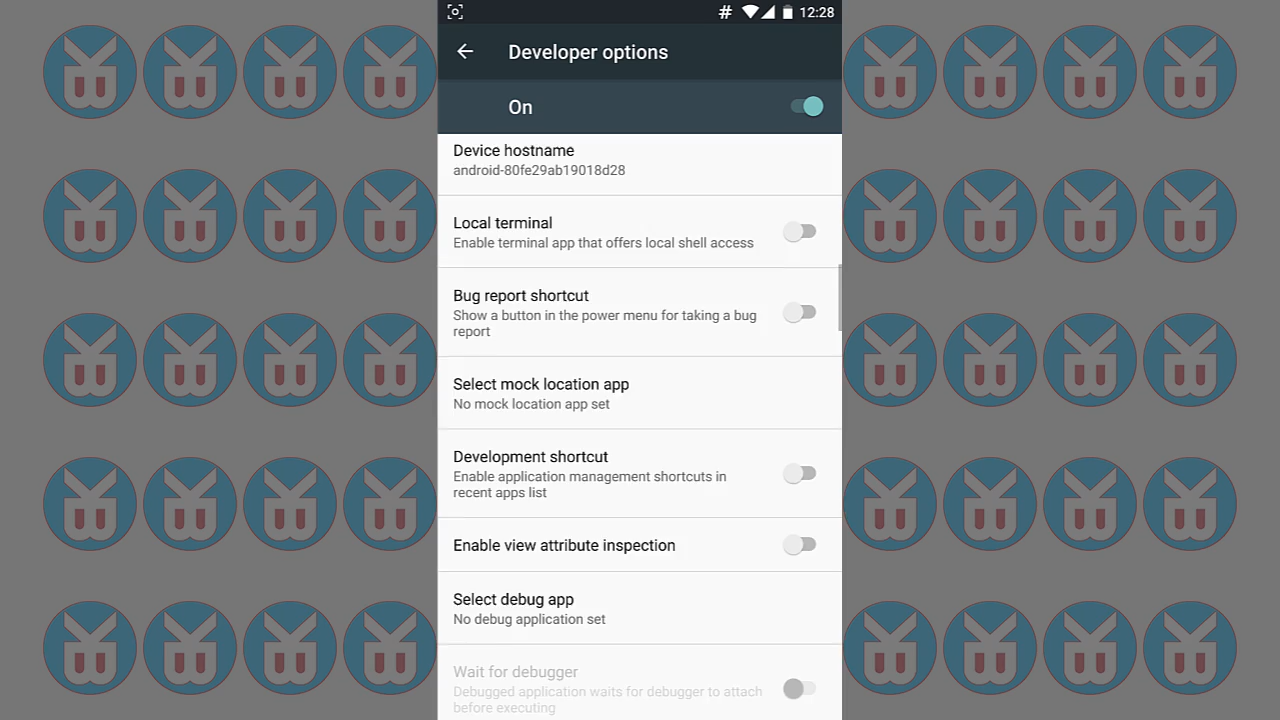 # 12:28
Developer options
On
Device hostname
android-80fe29ab19018d28
Local terminal
Enable terminal app that offers local shell access
Bug report shortcut
Show a button in the power menu for taking a bug
report
Select mock location app
No mock location app set
Development shortcut
Enable application management shortcuts in
recent apps list
Enable view attribute inspection
Select debug app
No debug application set
Wait for debugger
Debugged application waits for debugger to attach
before executing